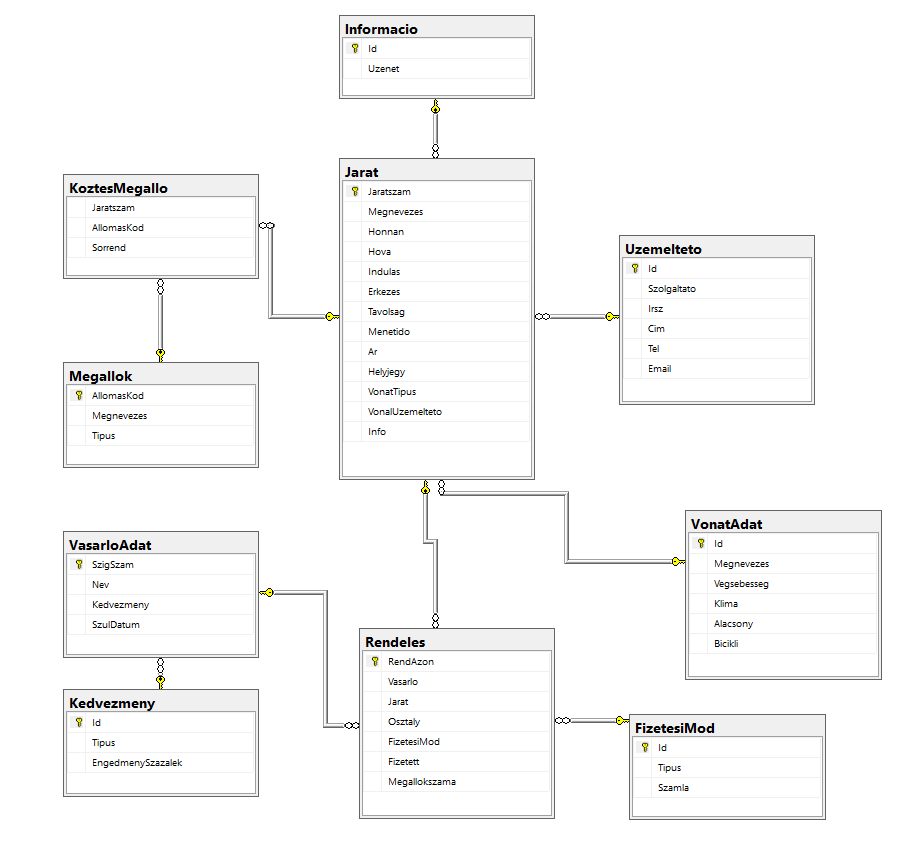 Informacio
Id
Uzenet
Jarat
Jaratszam
Megnevezes
Honnan
Hova
Indulas
Erkezes
Tavolsag
Menetido
Ar
Helyjegy
VonatTipus
VonalUzemelteto
Info
KoztesMegallo
Jaratszam
AllomasKod
Sorrend
Uzemelteto
Id
Szolgaltato
Irsz
Cim
Tel
Email
Megallok
AllomasKod
Megnevezes
Tipus
VonatAdat
Id
Megnevezes
Vegsebesseg
Klima
Alacsony
Bicikli
VasarloAdat
SzigSzam
Nev
Kedvezmeny
SzulDatum
Rendeles
RendAzon
Vasarlo
Jarat
Osztaly
FizetesiMod
Fizetett
Megallokszama
Kedvezmeny
Id
Tipus
EngedmenySzazalek
FizetesiMod
Id
Tipus
Szamla